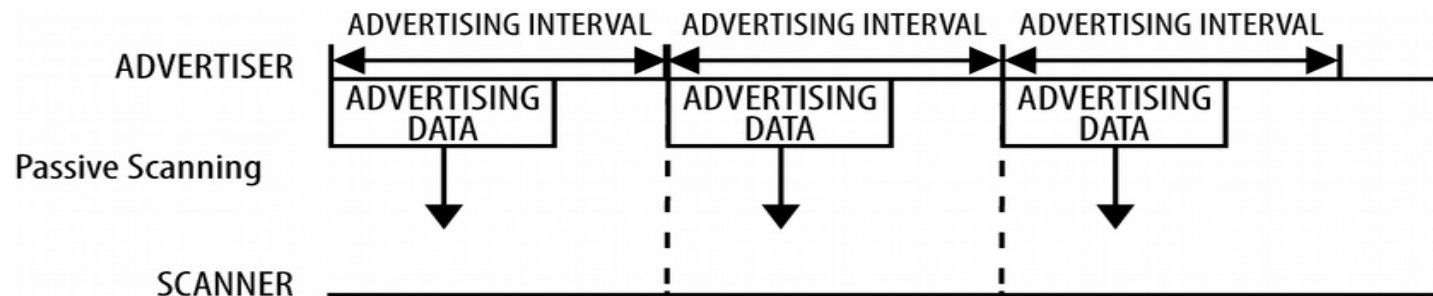 ADVERTISING INTERVAL ADVERTISING INTERVAL ADVERTISING INTERVAL
ADVERTISER
ADVERTISING ADVERTISING ADVERTISING
DATA DATA DATA
Passive Scanning
SCANNER